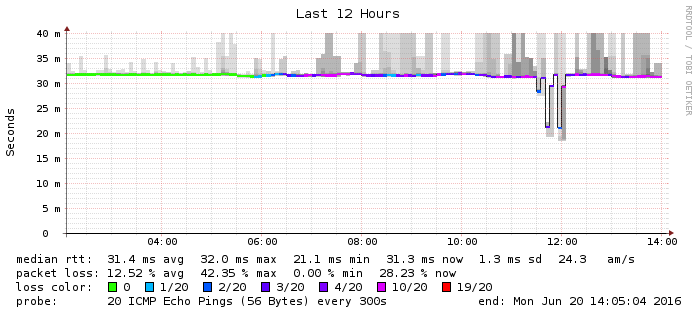 Last 12 Hours
RRDTOOL / TOBI OETIKER
Seconds
40 m
35 m
30 m
25 m
20 m
15 m
10 m
5 m
0
04:00 06:00 08:00 10:00 12:00 14:00
median rtt: 31.4 ms avg 32.0 ms max 21.1 ms min 31.3 ms now 1.3 ms sd 24.3 am/s
packet loss: 12.52 % avg 42.35 % max 0.00 % min 28.23 % now
loss color: 0 1/20 2/20 3/20 4/20 10/20 19/20
probe: 20 ICMP Echo Pings (56 Bytes) every 300s end: Mon Jun 20 14:05:04 2016